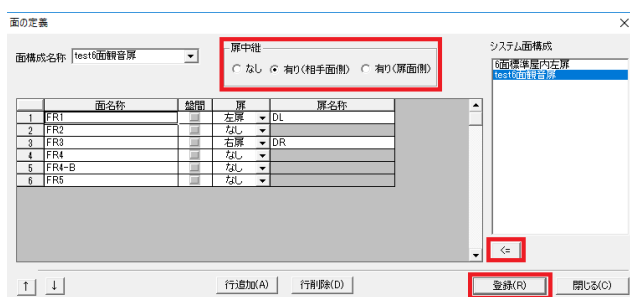 面の定義
面構成名称 test6面観音扉
扉中継
なし 有り(相手面側) 有り(扉面側)
システム面構成
6面標準屋内左扉
test6面観音扉
面名称 盤間 扉 扉名称
1 FR1 左扉 DL
2 FR2 なし
3 FR3 右扉 DR
4 FR4 なし
5 FR4-B なし
6 FR5 なし
<=
↑ ↓ 行追加(A) 行削除(D) 登録(R) 閉じる(C)